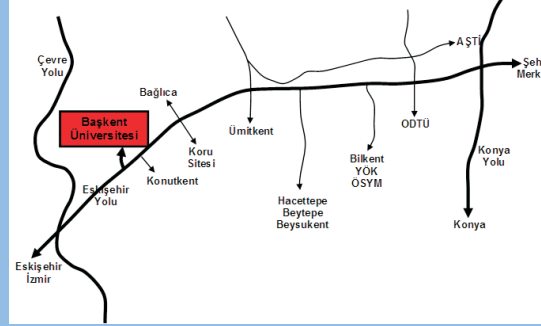 AŞTİ
Çevre
Yolu
Şeh
Merk
Bağlıca
Başkent
Üniversitesi
Ümitkent
ODTÜ
Koru
Sitesi
Konya
Yolu
Bilkent
YÖK
ÖSYM
Konutkent
Eskişehir
Yolu
Hacettepe
Beytepe
Beysukent
Konya
Eskişehir
İzmir